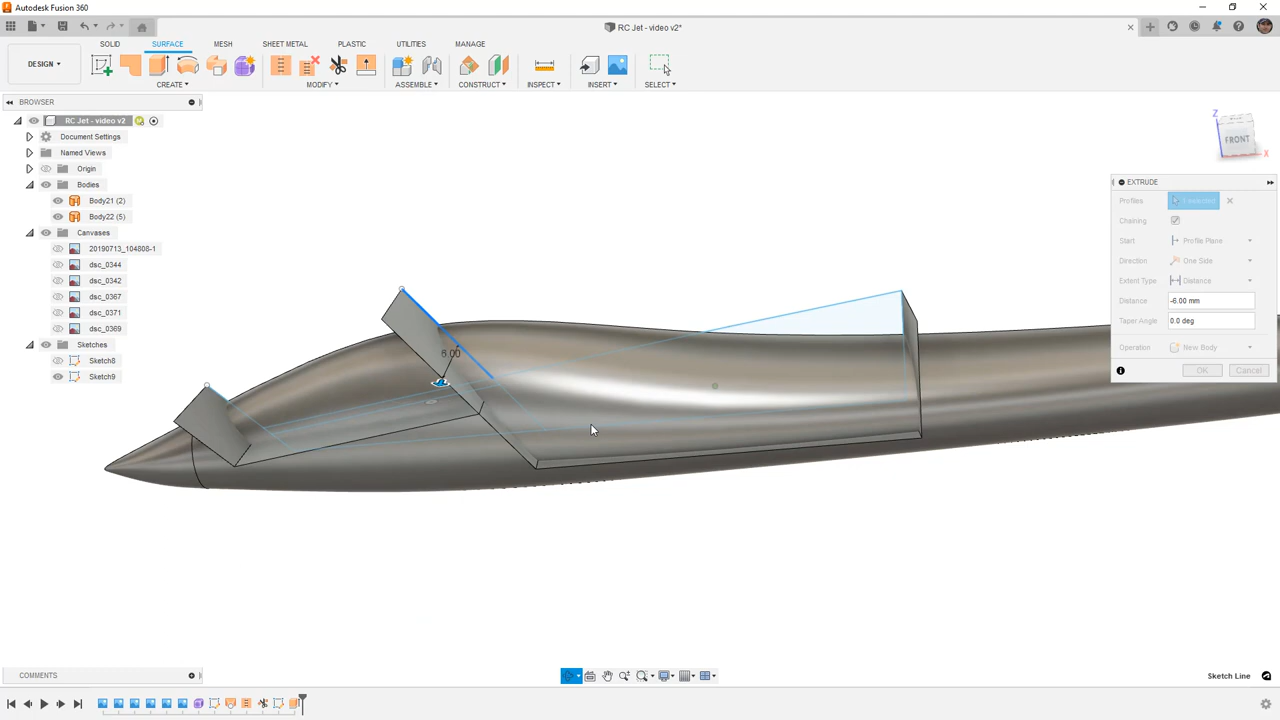 Autodesk Fusion 360
RC Jet - video v2*
DESIGN
SOLID
SURFACE
MESH
SHEET METAL
PLASTIC
UTILITIES
MANAGE
CREATE
MODIFY
ASSEMBLE
CONSTRUCT
INSPECT
INSERT
SELECT
BROWSER
RC Jet - video v2
Document Settings
Named Views
Origin
Bodies
Body21 (2)
Body22 (5)
Canvases
20190713_104808-1
dsc_0344
dsc_0342
dsc_0367
dsc_0371
dsc_0369
Sketches
Sketch8
Sketch9
Z
FRONT
X
EXTRUDE
Profiles
Chaining
Start
Profile Plane
Direction
One Side
Extent Type
Distance
Distance
-6.00 mm
Taper Angle
0.0 deg
Operation
New Body
OK
Cancel
COMMENTS
Sketch Line